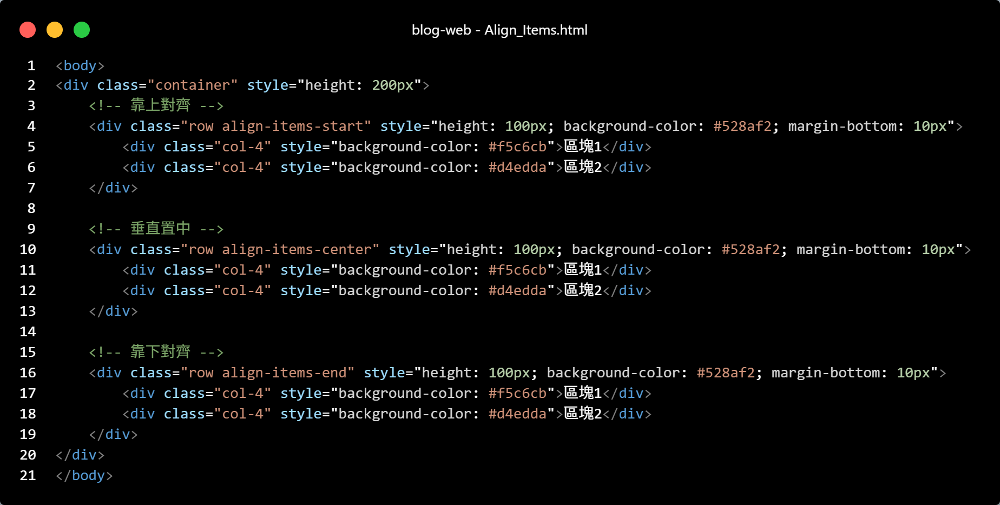 blog-web - Align_Items.html
1 <body>
2 <div class="container" style="height: 200px">
3     <!-- 靠上對齊 -->
4     <div class="row align-items-start" style="height: 100px; background-color: #528af2; margin-bottom: 10px">
5         <div class="col-4" style="background-color: #f5c6cb">區塊1</div>
6         <div class="col-4" style="background-color: #d4edda">區塊2</div>
7     </div>
8
9     <!-- 垂直置中 -->
10     <div class="row align-items-center" style="height: 100px; background-color: #528af2; margin-bottom: 10px">
11         <div class="col-4" style="background-color: #f5c6cb">區塊1</div>
12         <div class="col-4" style="background-color: #d4edda">區塊2</div>
13     </div>
14
15     <!-- 靠下對齊 -->
16     <div class="row align-items-end" style="height: 100px; background-color: #528af2; margin-bottom: 10px">
17         <div class="col-4" style="background-color: #f5c6cb">區塊1</div>
18         <div class="col-4" style="background-color: #d4edda">區塊2</div>
19     </div>
20 </div>
21 </body>